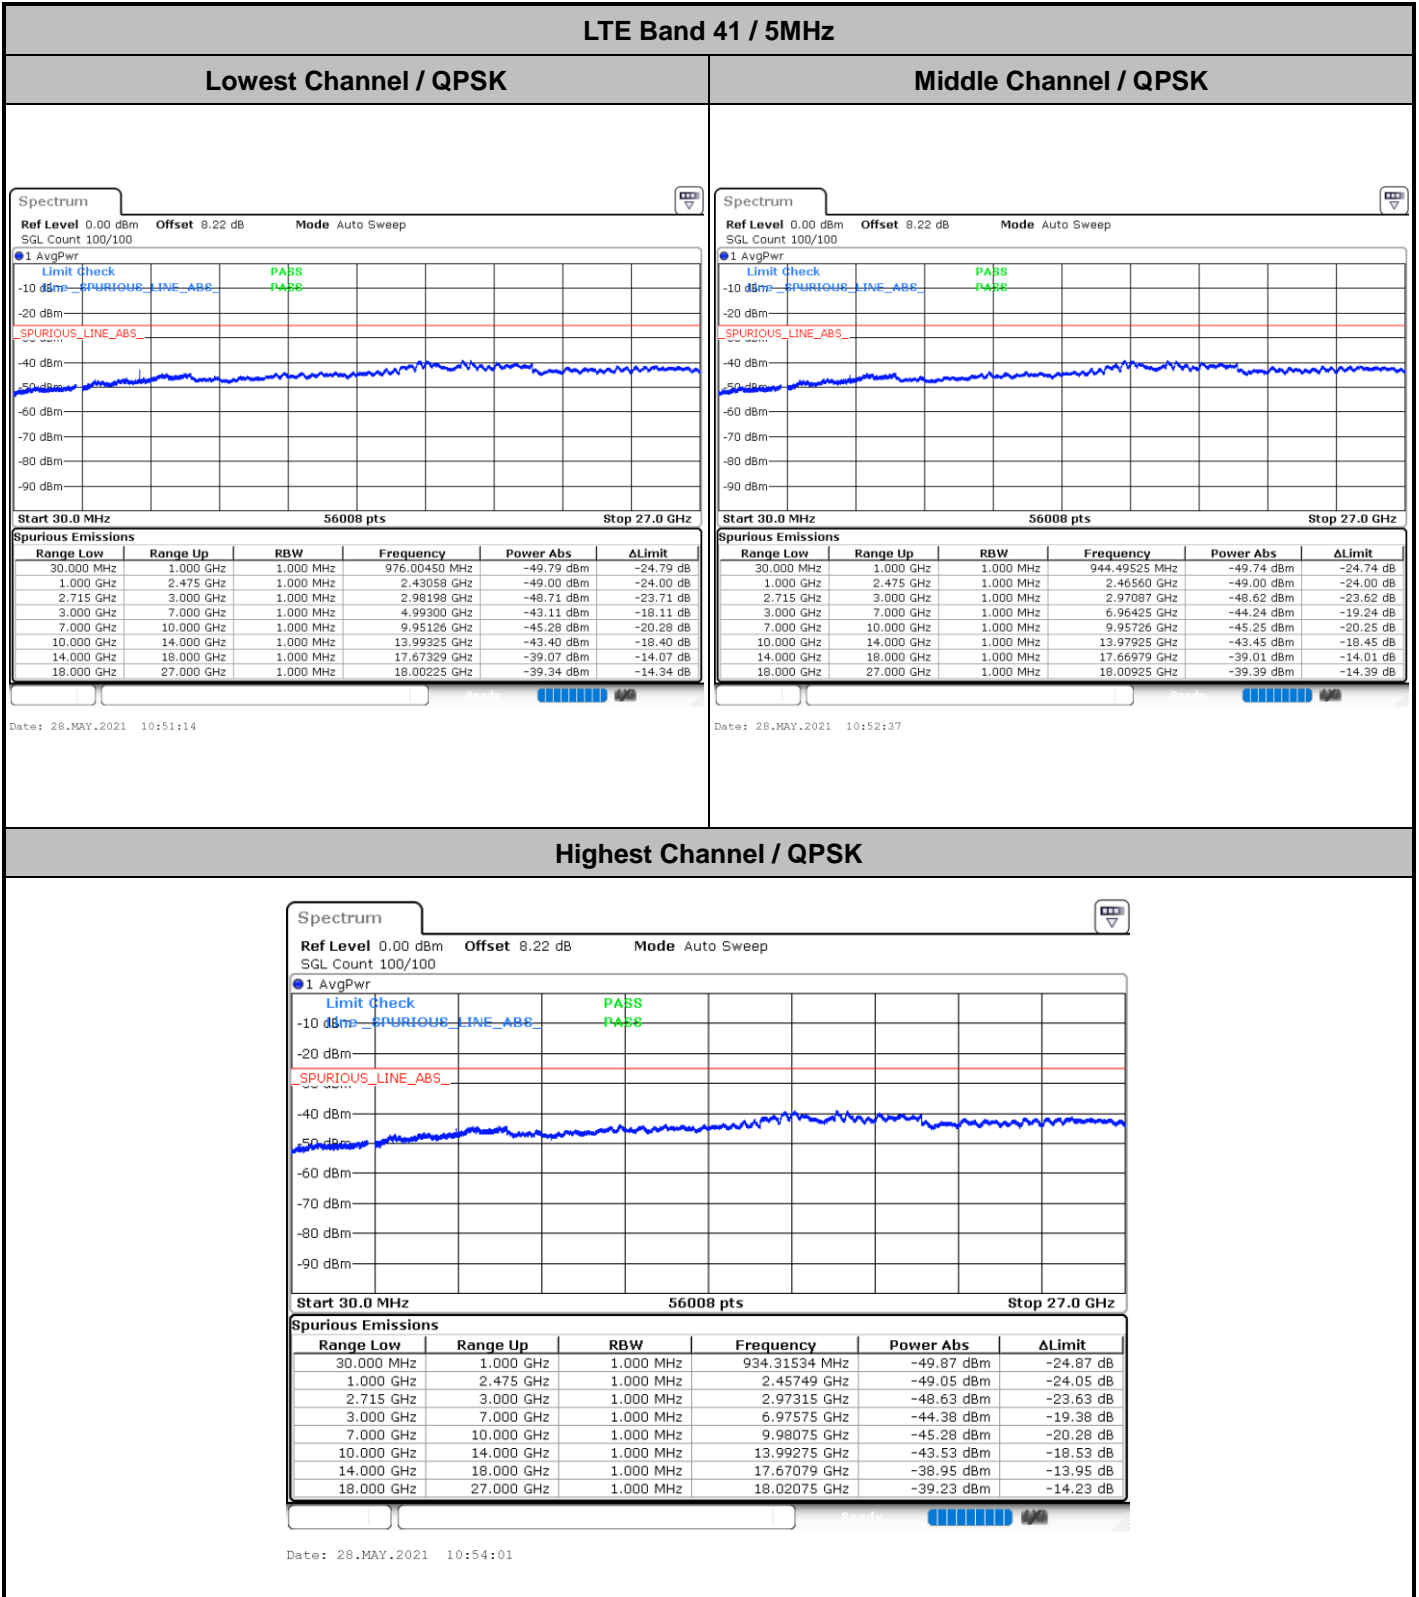 LTE Band 41 / 5MHz
Lowest Channel / QPSK
Middle Channel / QPSK
Spectrum
Ref Level 0.00 dBm Offset 8.22 dB Mode Auto Sweep
SGL Count 100/100
1 AvgPwr
Limit Check PASS
-10 dBm Line _SPURIOUS_LINE_ABS_ PASS
-20 dBm
_SPURIOUS_LINE_ABS_
-40 dBm
-50 dBm
-60 dBm
-70 dBm
-80 dBm
-90 dBm
Start 30.0 MHz 56008 pts Stop 27.0 GHz
Spurious Emissions
Range Low Range Up RBW Frequency Power Abs ΔLimit
30.000 MHz 1.000 GHz 1.000 MHz 976.00450 MHz -49.79 dBm -24.79 dB
1.000 GHz 2.475 GHz 1.000 MHz 2.43058 GHz -49.00 dBm -24.00 dB
2.715 GHz 3.000 GHz 1.000 MHz 2.98198 GHz -48.71 dBm -23.71 dB
3.000 GHz 7.000 GHz 1.000 MHz 4.99300 GHz -43.11 dBm -18.11 dB
7.000 GHz 10.000 GHz 1.000 MHz 9.95126 GHz -45.28 dBm -20.28 dB
10.000 GHz 14.000 GHz 1.000 MHz 13.99325 GHz -43.40 dBm -18.40 dB
14.000 GHz 18.000 GHz 1.000 MHz 17.67329 GHz -39.07 dBm -14.07 dB
18.000 GHz 27.000 GHz 1.000 MHz 18.00225 GHz -39.34 dBm -14.34 dB
Ready
Date: 28.MAY.2021 10:51:14
Spectrum
Ref Level 0.00 dBm Offset 8.22 dB Mode Auto Sweep
SGL Count 100/100
1 AvgPwr
Limit Check PASS
-10 dBm Line _SPURIOUS_LINE_ABS_ PASS
-20 dBm
_SPURIOUS_LINE_ABS_
-40 dBm
-50 dBm
-60 dBm
-70 dBm
-80 dBm
-90 dBm
Start 30.0 MHz 56008 pts Stop 27.0 GHz
Spurious Emissions
Range Low Range Up RBW Frequency Power Abs ΔLimit
30.000 MHz 1.000 GHz 1.000 MHz 944.49525 MHz -49.74 dBm -24.74 dB
1.000 GHz 2.475 GHz 1.000 MHz 2.46560 GHz -49.00 dBm -24.00 dB
2.715 GHz 3.000 GHz 1.000 MHz 2.97087 GHz -48.62 dBm -23.62 dB
3.000 GHz 7.000 GHz 1.000 MHz 6.96425 GHz -44.24 dBm -19.24 dB
7.000 GHz 10.000 GHz 1.000 MHz 9.95726 GHz -45.25 dBm -20.25 dB
10.000 GHz 14.000 GHz 1.000 MHz 13.97925 GHz -43.45 dBm -18.45 dB
14.000 GHz 18.000 GHz 1.000 MHz 17.66979 GHz -39.01 dBm -14.01 dB
18.000 GHz 27.000 GHz 1.000 MHz 18.00925 GHz -39.39 dBm -14.39 dB
Ready
Date: 28.MAY.2021 10:52:37
Highest Channel / QPSK
Spectrum
Ref Level 0.00 dBm Offset 8.22 dB Mode Auto Sweep
SGL Count 100/100
1 AvgPwr
Limit Check PASS
-10 dBm Line _SPURIOUS_LINE_ABS_ PASS
-20 dBm
_SPURIOUS_LINE_ABS_
-40 dBm
-50 dBm
-60 dBm
-70 dBm
-80 dBm
-90 dBm
Start 30.0 MHz 56008 pts Stop 27.0 GHz
Spurious Emissions
Range Low Range Up RBW Frequency Power Abs ΔLimit
30.000 MHz 1.000 GHz 1.000 MHz 934.31534 MHz -49.87 dBm -24.87 dB
1.000 GHz 2.475 GHz 1.000 MHz 2.45749 GHz -49.05 dBm -24.05 dB
2.715 GHz 3.000 GHz 1.000 MHz 2.97315 GHz -48.63 dBm -23.63 dB
3.000 GHz 7.000 GHz 1.000 MHz 6.97575 GHz -44.38 dBm -19.38 dB
7.000 GHz 10.000 GHz 1.000 MHz 9.98075 GHz -45.28 dBm -20.28 dB
10.000 GHz 14.000 GHz 1.000 MHz 13.99275 GHz -43.53 dBm -18.53 dB
14.000 GHz 18.000 GHz 1.000 MHz 17.67079 GHz -38.95 dBm -13.95 dB
18.000 GHz 27.000 GHz 1.000 MHz 18.02075 GHz -39.23 dBm -14.23 dB
Ready
Date: 28.MAY.2021 10:54:01